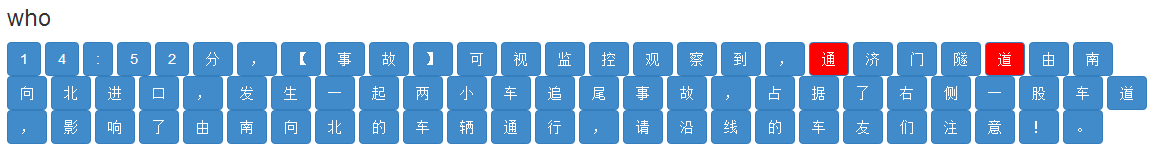 who
14:52分，【事故】可视监控观察到，通济门隧道由南
向北进口，发生一起两小车追尾事故，占据了右侧一股车道
，影响了由南向北的车辆通行，请沿线的车友们注意！。